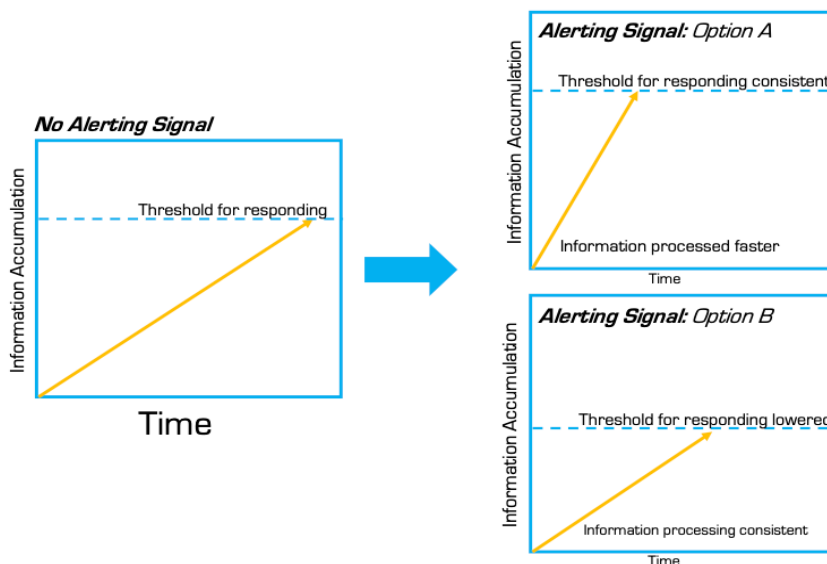 No Alerting Signal
Information Accumulation
Threshold for responding
Time
Alerting Signal: Option A
Information Accumulation
Threshold for responding consistent
Information processed faster
Time
Alerting Signal: Option B
Information Accumulation
Threshold for responding lowered
Information processing consistent
Time